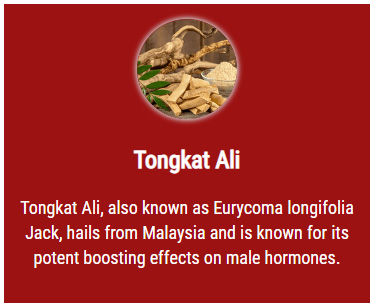 Tongkat Ali
Tongkat Ali, also known as Eurycoma longifolia
Jack, hails from Malaysia and is known for its
potent boosting effects on male hormones.